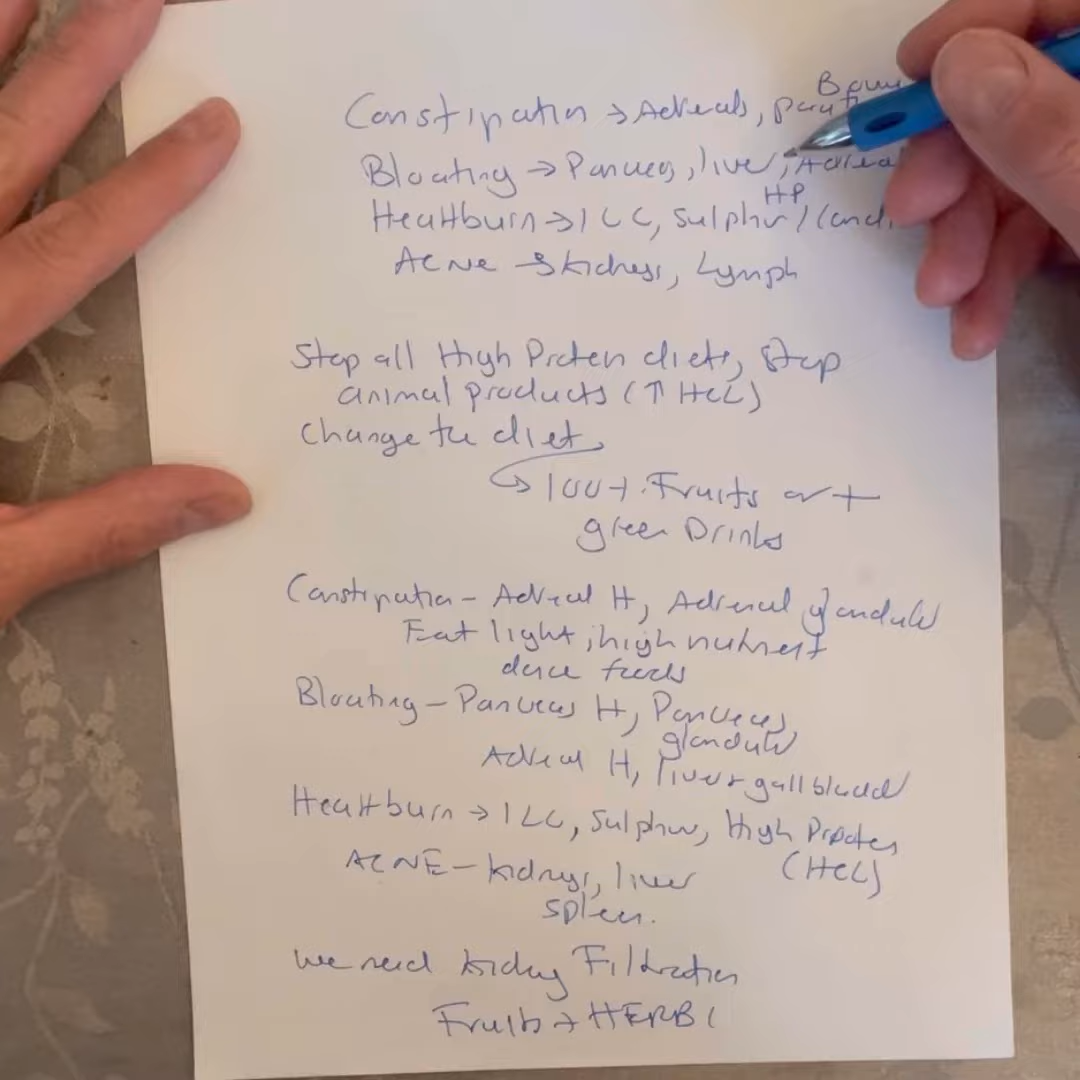 Constipation → Adrenals,
Bloating → Pancreas, liver, Adrenal
HP
Heartburn → ICC, Sulphur /
ACNE → kidneys, Lymph
Stop all High Protein diets, Stop
animal products (↑ HCL)
Change the diet,
↳ 100% Fruits or +
green Drinks
Constipation - Adrenal H, Adrenal glandular
Eat light, high nutrient
dense foods
Bloating - Pancreas H, Pancreas
glandular
Adrenal H, liver + gallbladder
Heartburn → ICC, Sulphur, High Protein
(HCL)
ACNE - kidneys, liver
spleen.
we need kidney Filtration
Fruits + HERBS